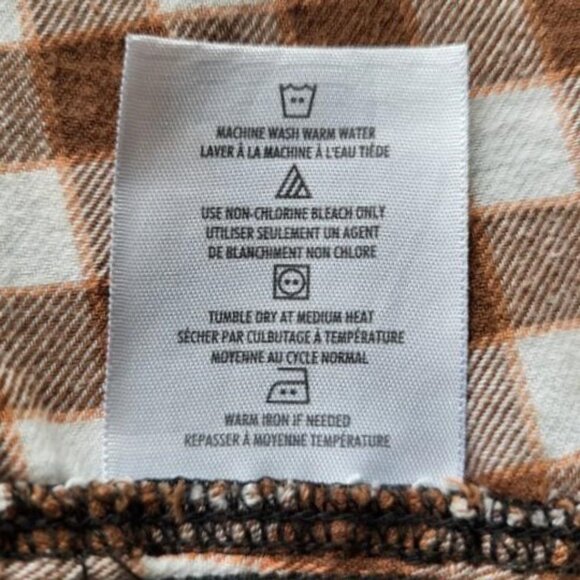 MACHINE WASH WARM WATER
LAVER À LA MACHINE À L'EAU TIÈDE
USE NON-CHLORINE BLEACH ONLY
UTILISER SEULEMENT UN AGENT
DE BLANCHIMENT NON CHLORE
TUMBLE DRY AT MEDIUM HEAT
SÉCHER PAR CULBUTAGE À TEMPÉRATURE
MOYENNE AU CYCLE NORMAL
WARM IRON IF NEEDED
REPASSER À MOYENNE TEMPÉRATURE